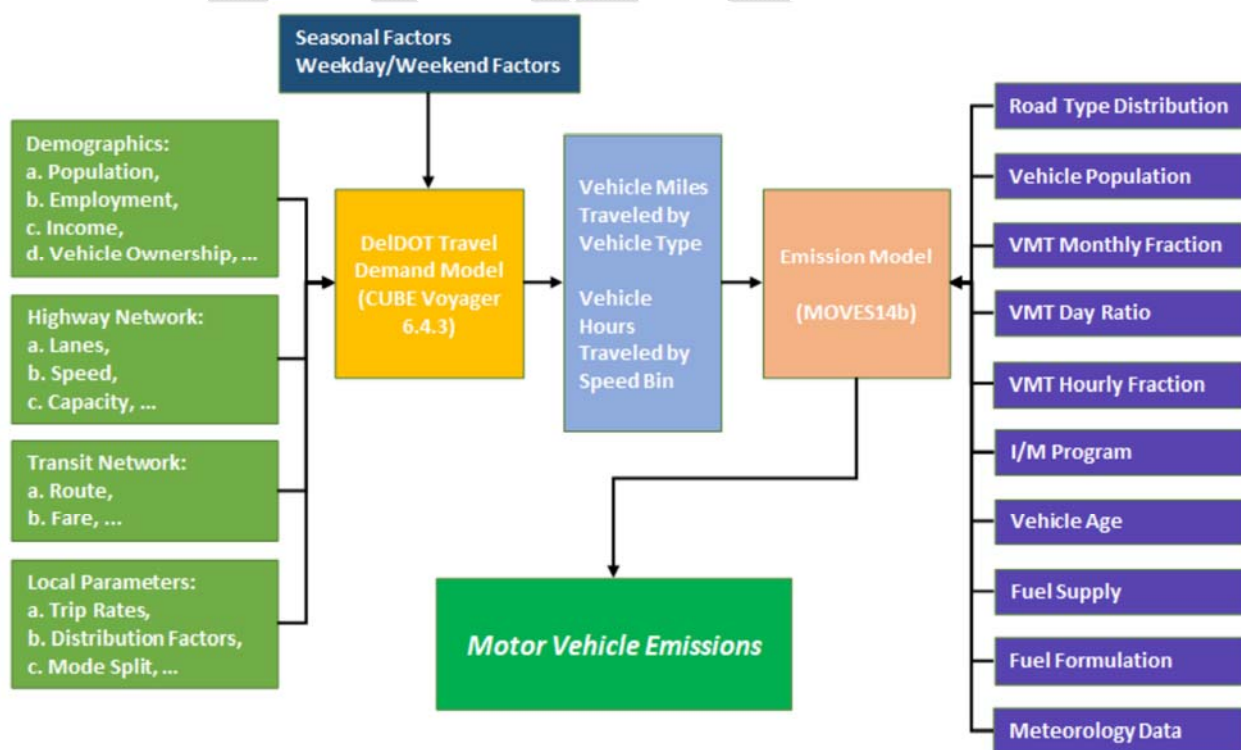 Seasonal Factors
Weekday/Weekend Factors
Demographics:
a. Population,
b. Employment,
c. Income,
d. Vehicle Ownership, ...
Highway Network:
a. Lanes,
b. Speed,
c. Capacity, ...
Transit Network:
a. Route,
b. Fare, ...
Local Parameters:
a. Trip Rates,
b. Distribution Factors,
c. Mode Split, ...
DelDOT Travel
Demand Model
(CUBE Voyager
6.4.3)
Vehicle Miles
Traveled by
Vehicle Type
Vehicle
Hours
Traveled by
Speed Bin
Emission Model
(MOVES14b)
Motor Vehicle Emissions
Road Type Distribution
Vehicle Population
VMT Monthly Fraction
VMT Day Ratio
VMT Hourly Fraction
I/M Program
Vehicle Age
Fuel Supply
Fuel Formulation
Meteorology Data